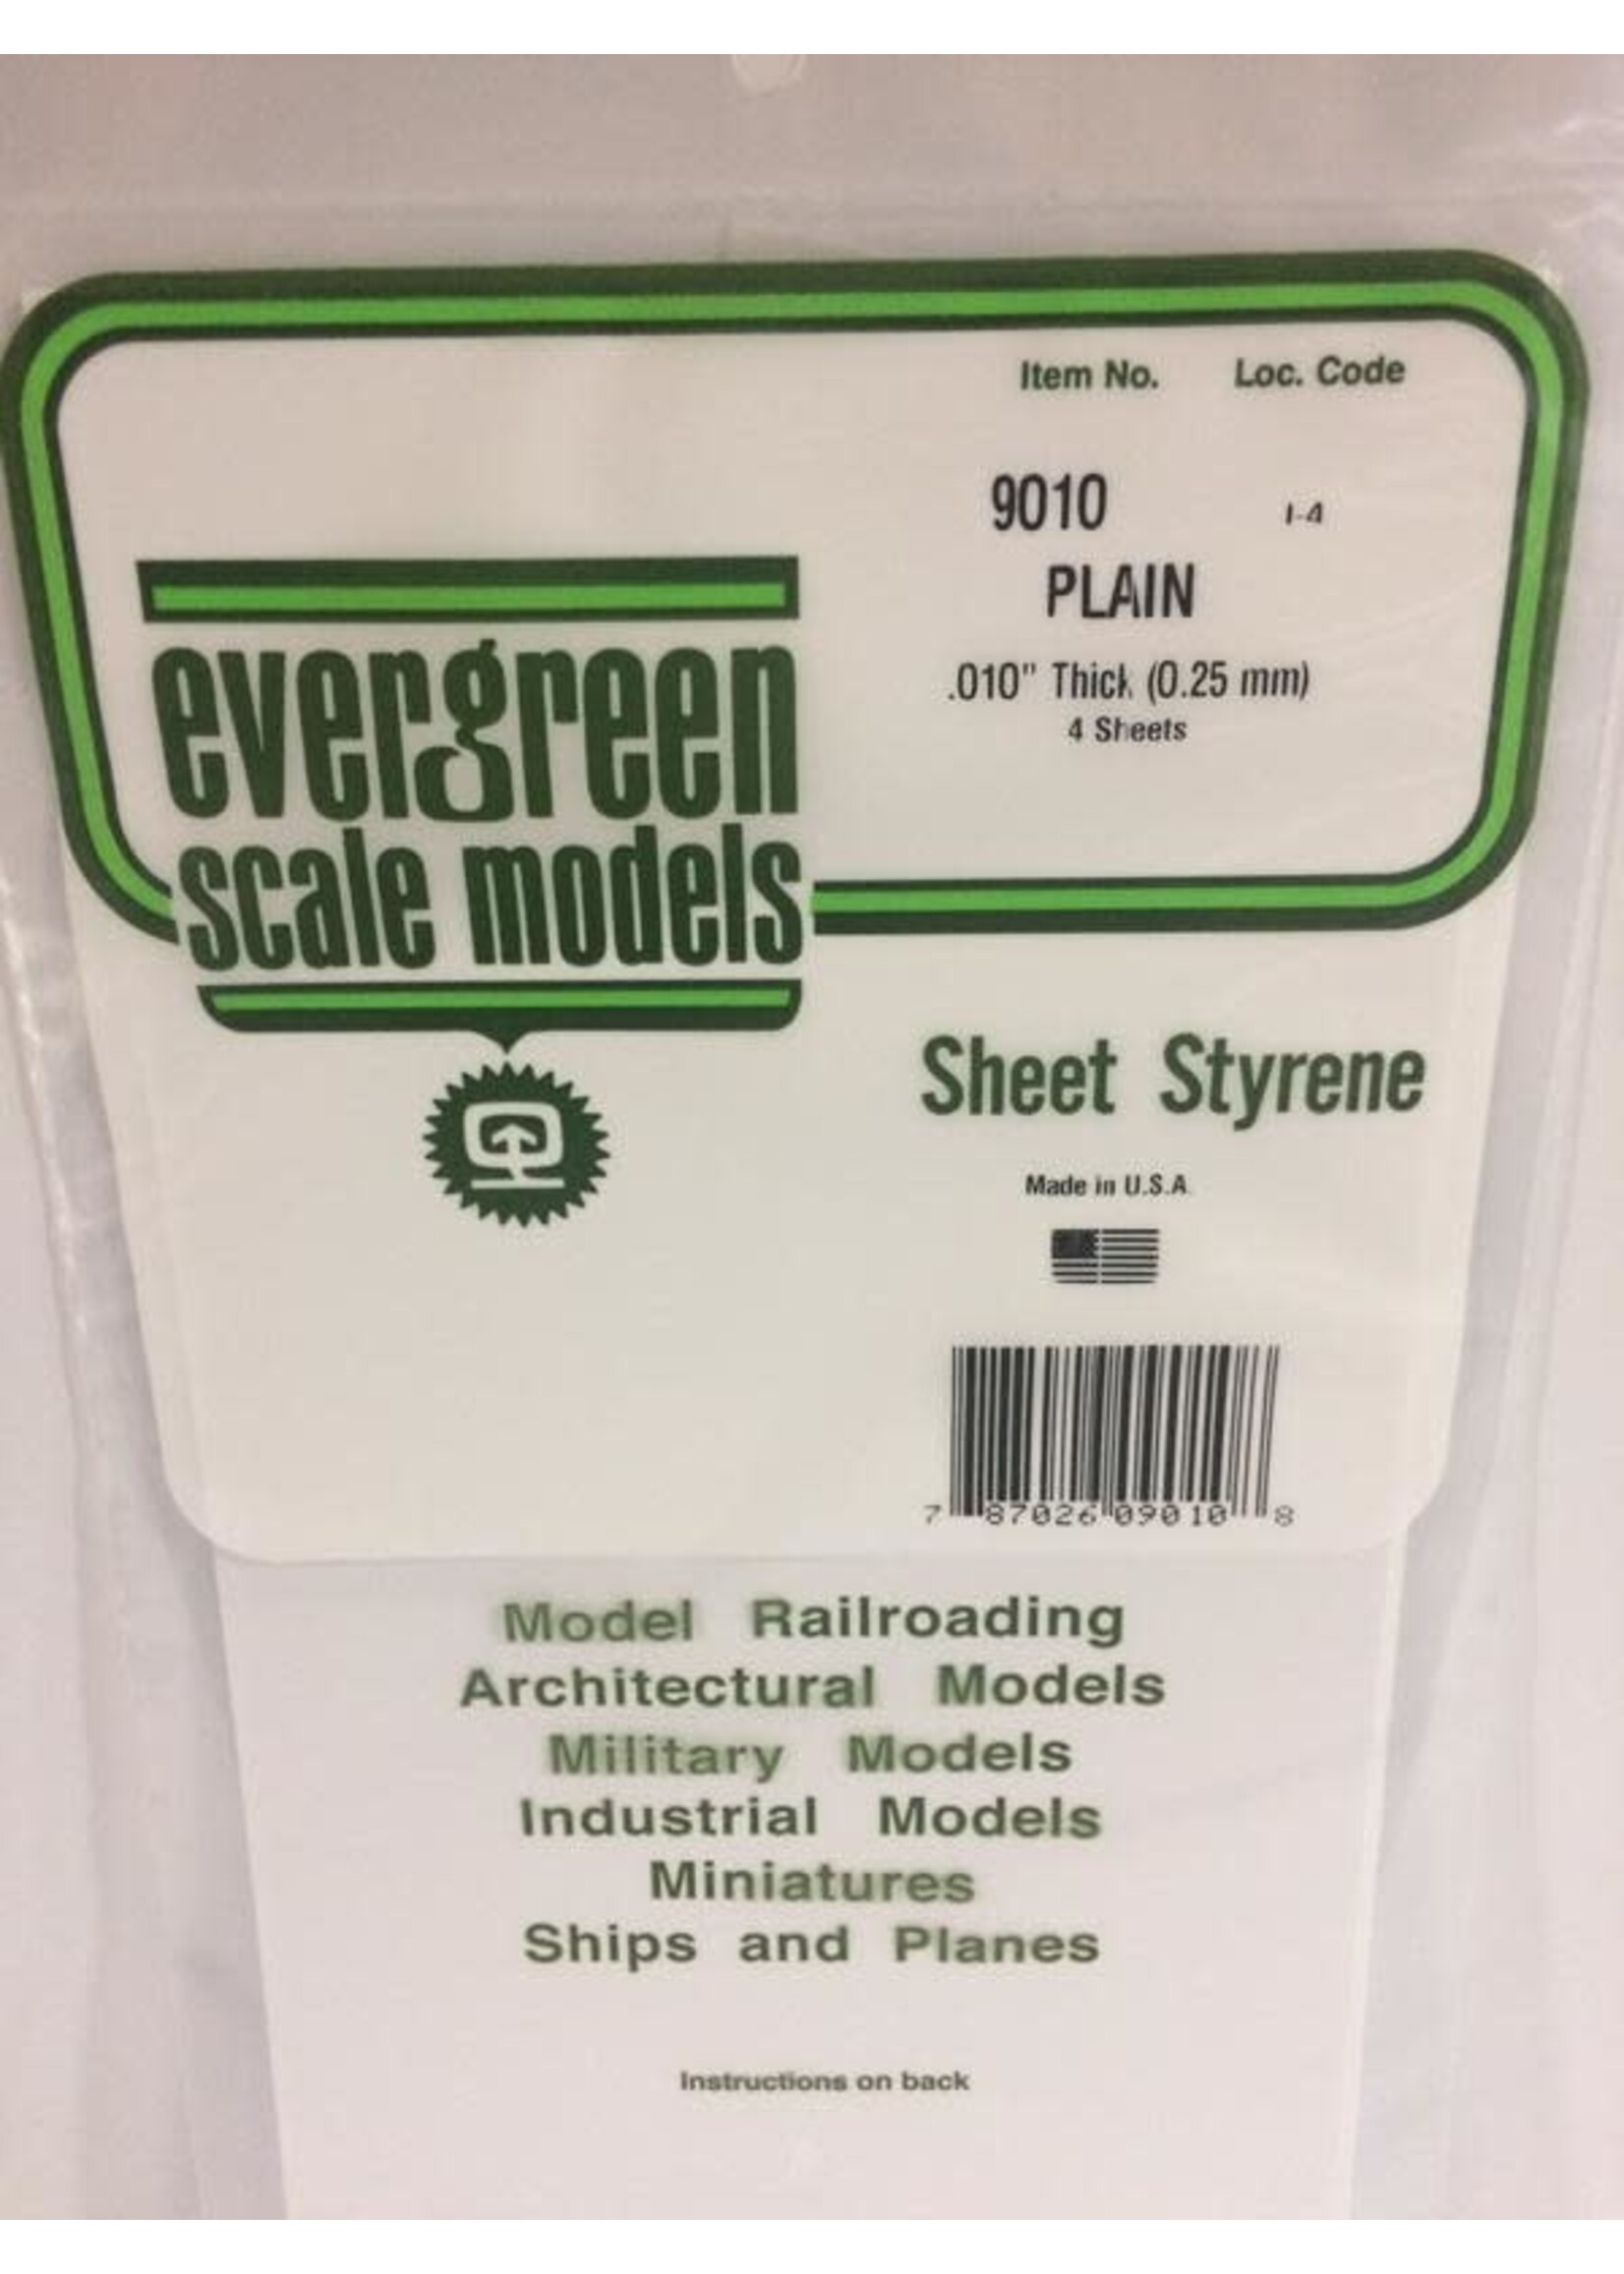 Item No. Loc. Code
9010 I-4
PLAIN
.010" Thick (0.25 mm)
4 Sheets
evergreen
scale models
Sheet Styrene
Made in U.S.A.
7 87026 09010 8
Model Railroading
Architectural Models
Military Models
Industrial Models
Miniatures
Ships and Planes
Instructions on back